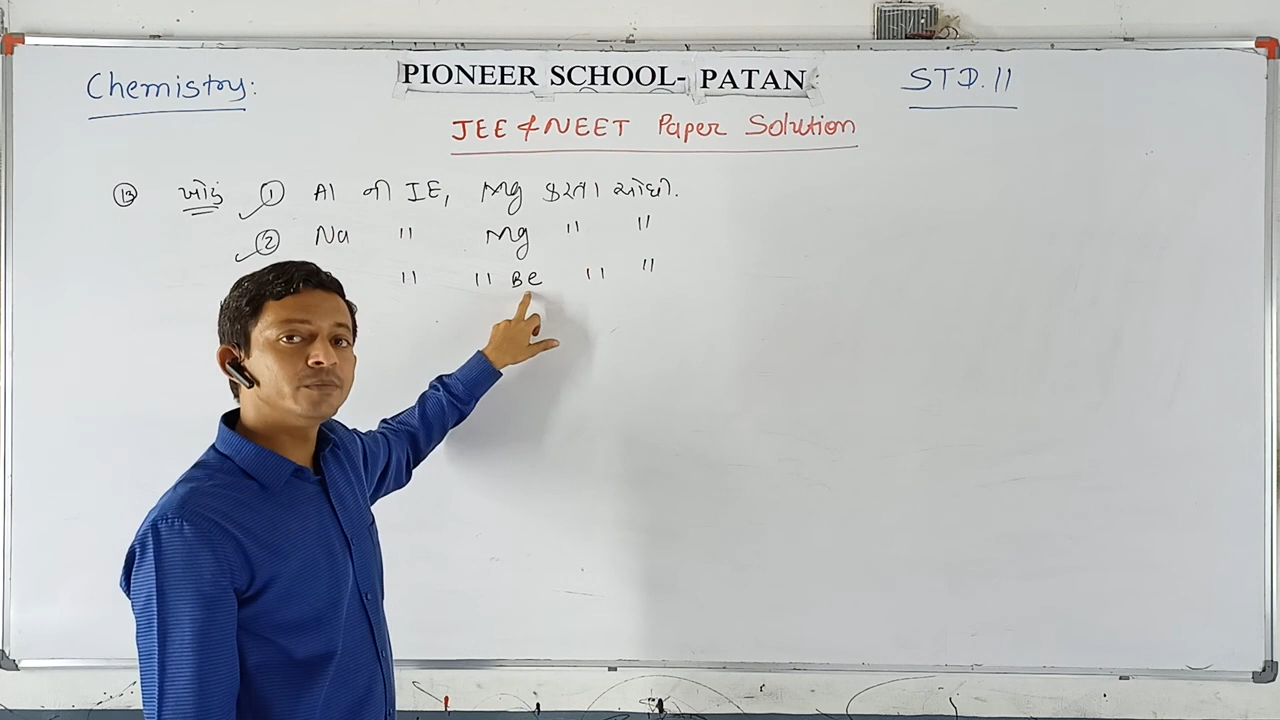 Chemistry:
PIONEER SCHOOL- PATAN
STD. 11
JEE & NEET Paper Solution
(13) ખોટું (1) Al ની IE, Mg કરતા ઓછી.
(2) Na " Mg " "
" " Be " "